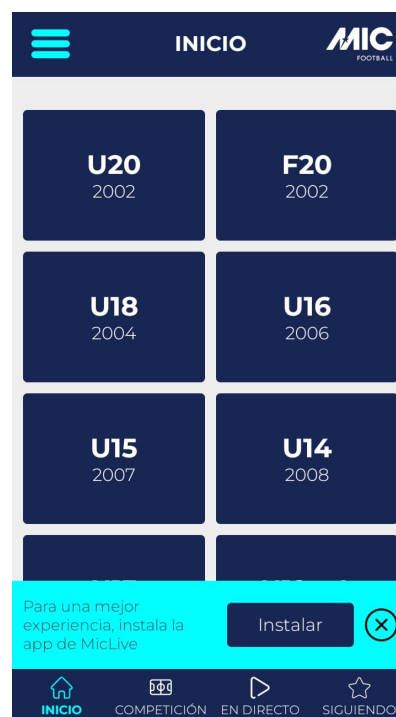 INICIO
MIC
FOOTBALL
U20
2002
F20
2002
U18
2004
U16
2006
U15
2007
U14
2008
Para una mejor
experiencia, instala la
app de MicLive
Instalar
INICIO
COMPETICIÓN
EN DIRECTO
SIGUIENDO